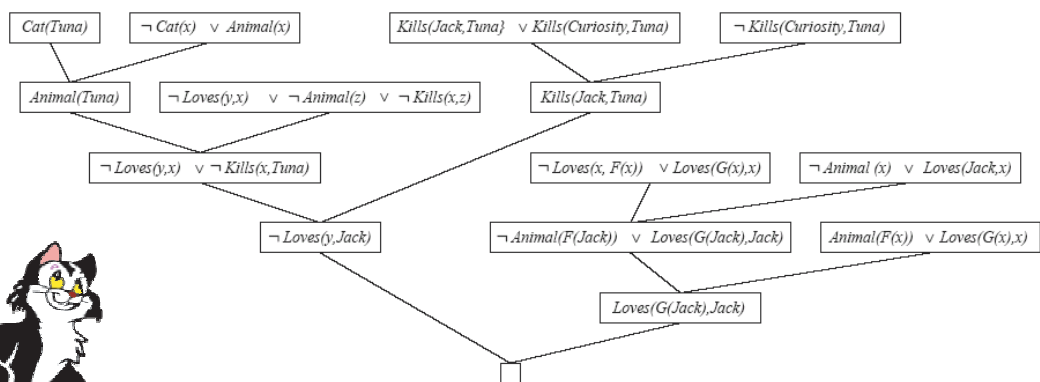 Cat(Tuna)
¬ Cat(x) ∨ Animal(x)
Kills(Jack,Tuna} ∨ Kills(Curiosity,Tuna)
¬ Kills(Curiosity,Tuna)
Animal(Tuna)
¬ Loves(y,x) ∨ ¬ Animal(z) ∨ ¬ Kills(x,z)
Kills(Jack,Tuna)
¬ Loves(y,x) ∨ ¬ Kills(x,Tuna)
¬ Loves(x, F(x)) ∨ Loves(G(x),x)
¬ Animal (x) ∨ Loves(Jack,x)
¬ Loves(y,Jack)
¬ Animal(F(Jack)) ∨ Loves(G(Jack),Jack)
Animal(F(x)) ∨ Loves(G(x),x)
Loves(G(Jack),Jack)